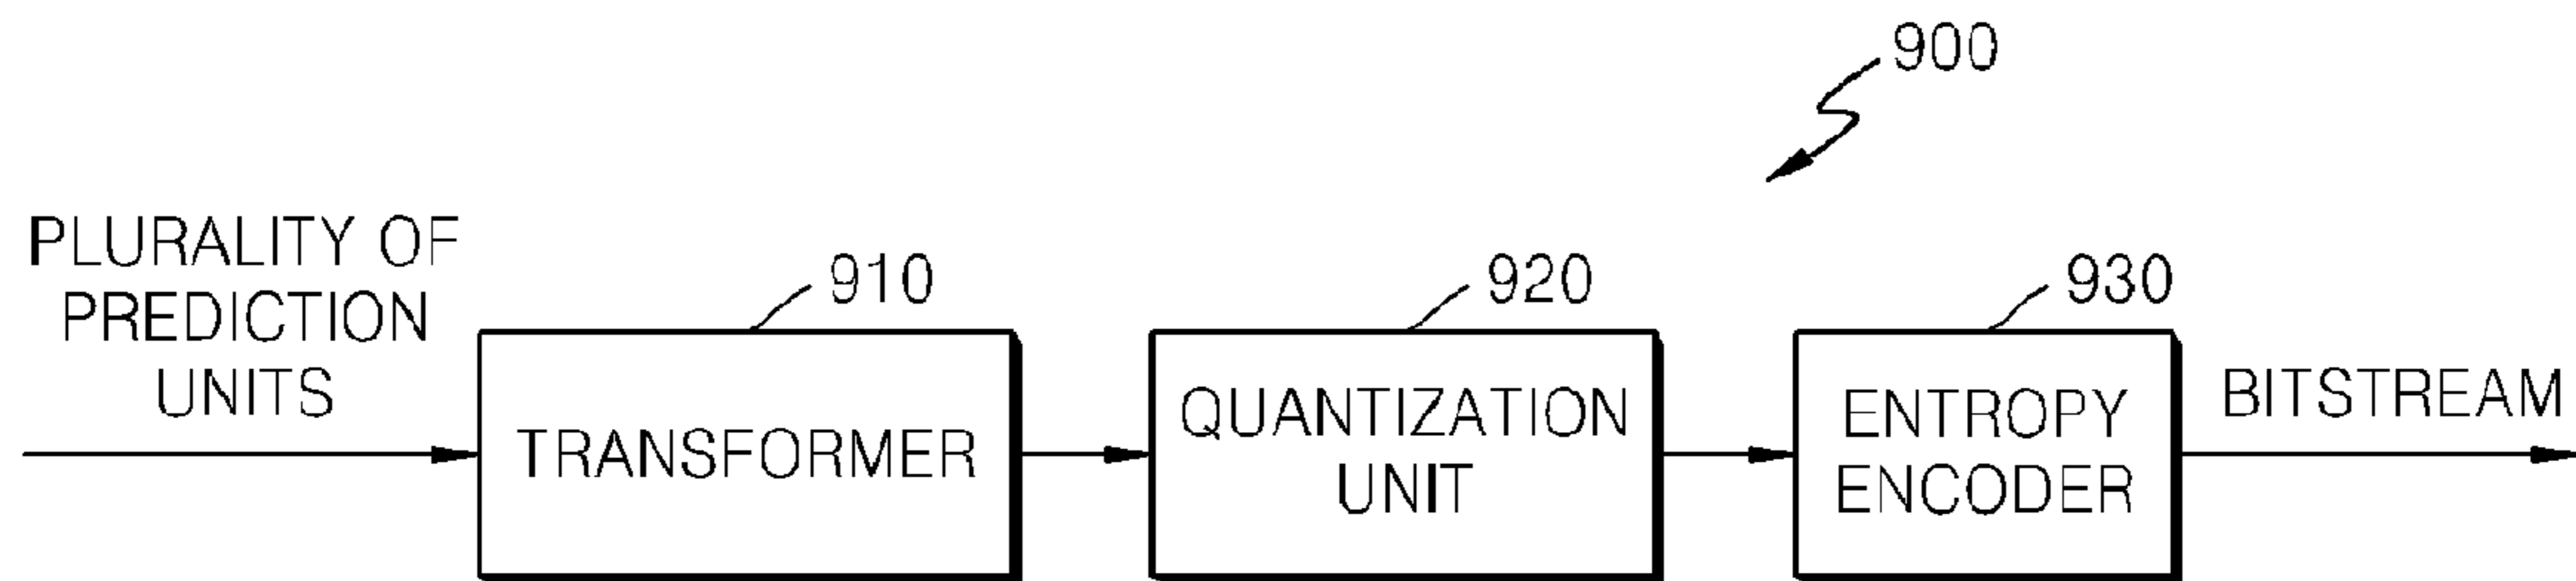 900
PLURALITY OF
PREDICTION
UNITS
910
920
930
TRANSFORMER
QUANTIZATION
UNIT
ENTROPY
ENCODER
BITSTREAM